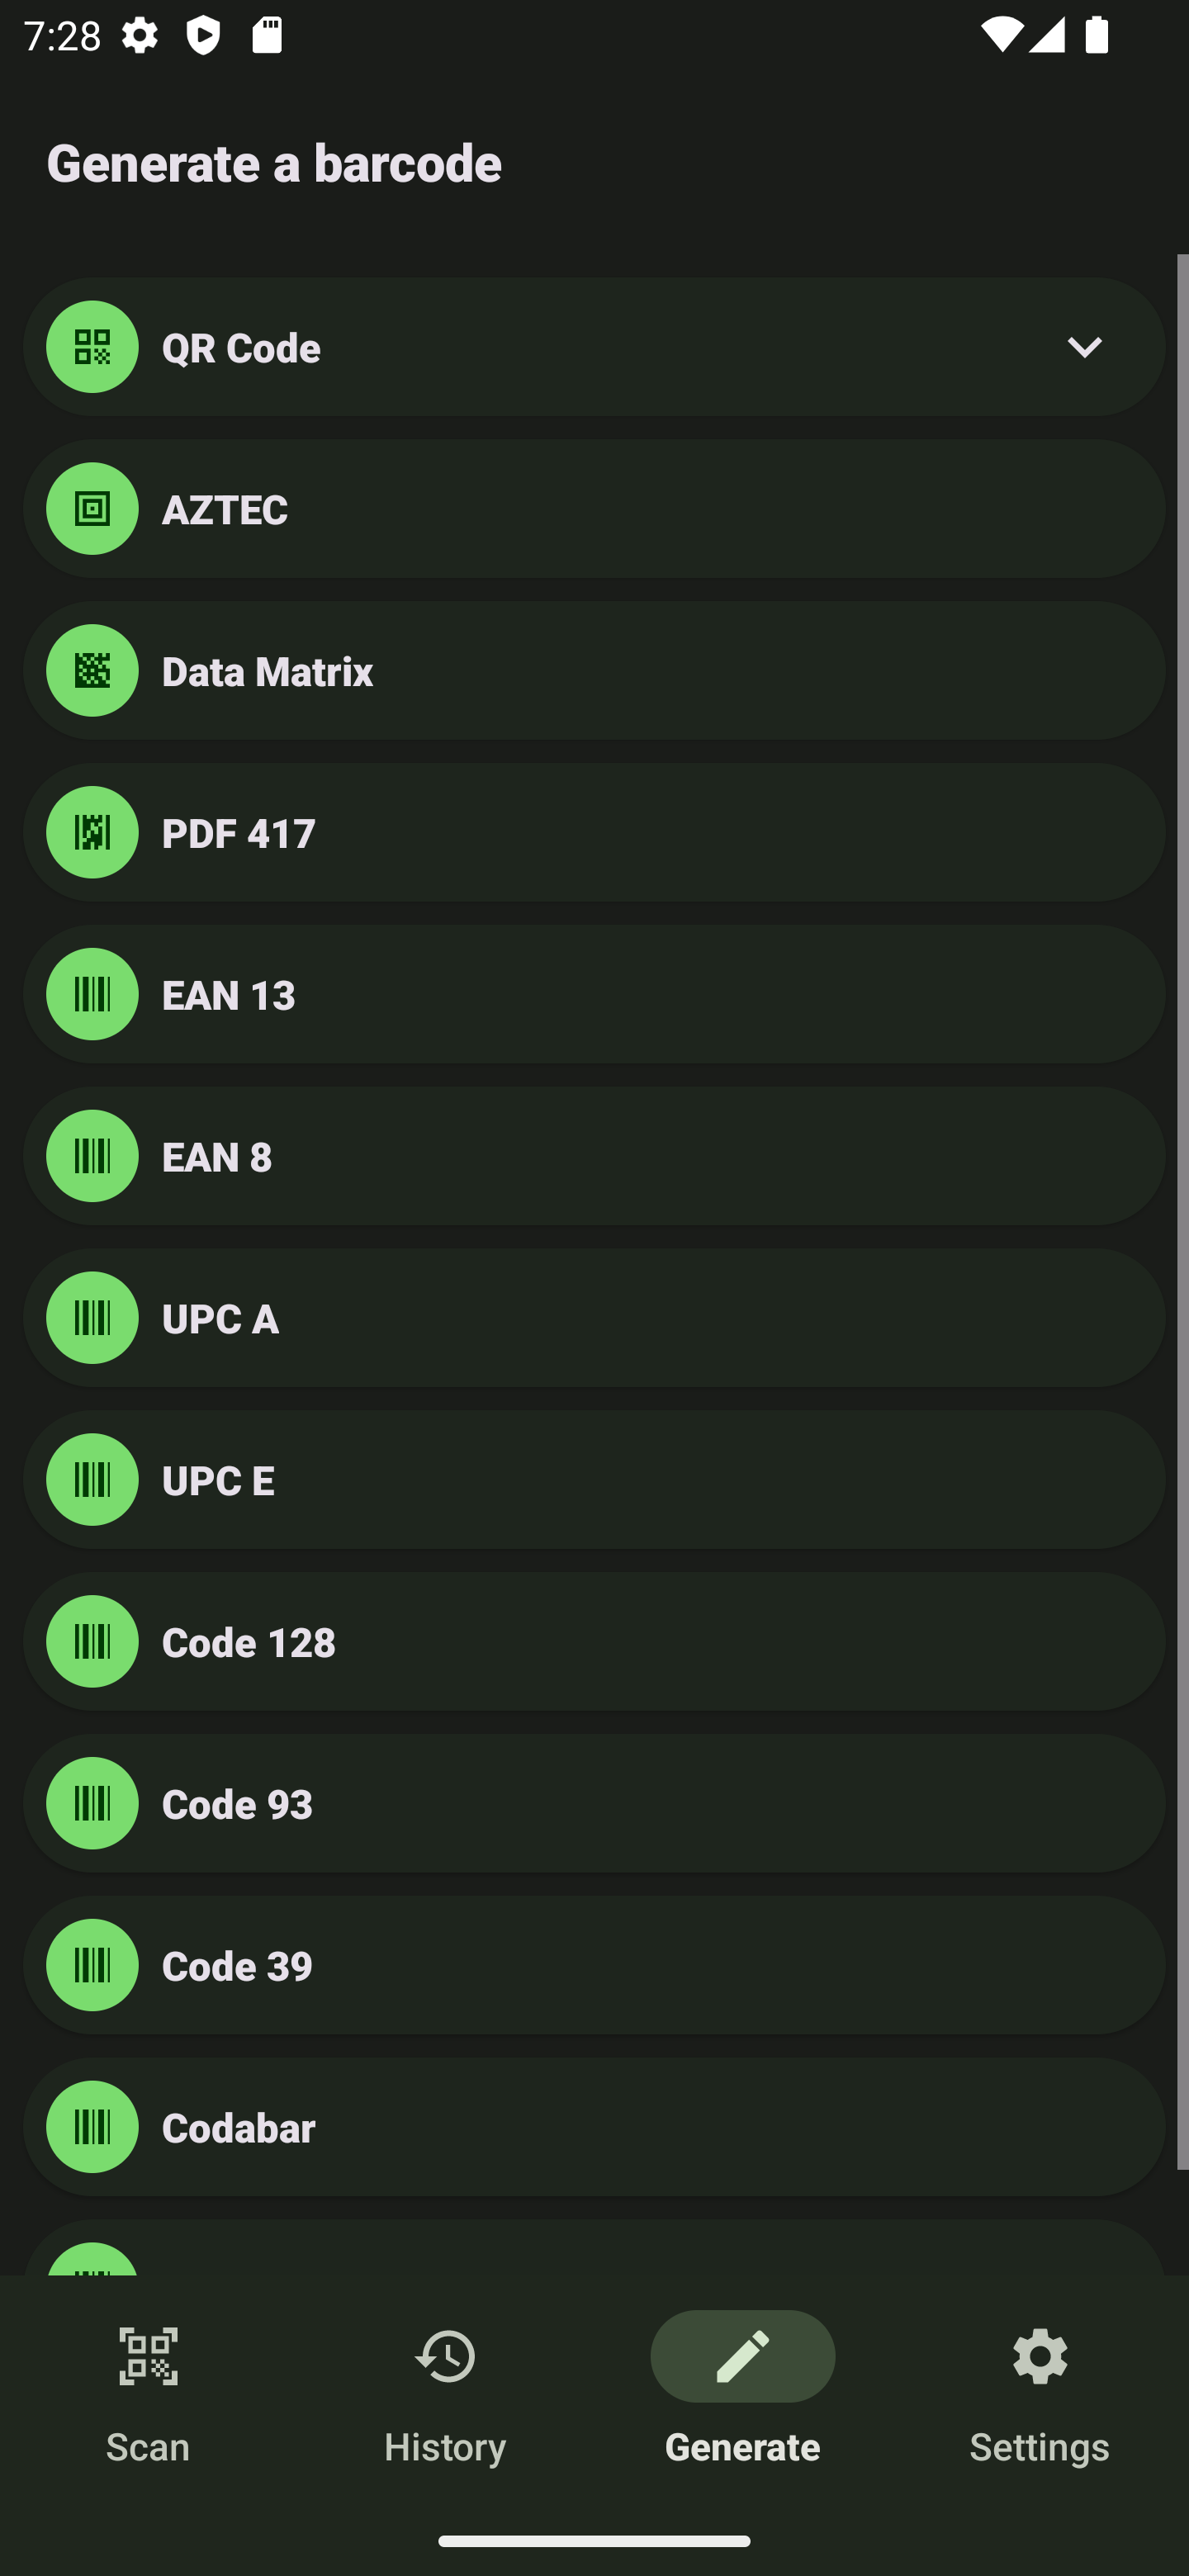 7:28
Generate a barcode
QR Code
AZTEC
Data Matrix
PDF 417
EAN 13
EAN 8
UPC A
UPC E
Code 128
Code 93
Code 39
Codabar
Scan
History
Generate
Settings